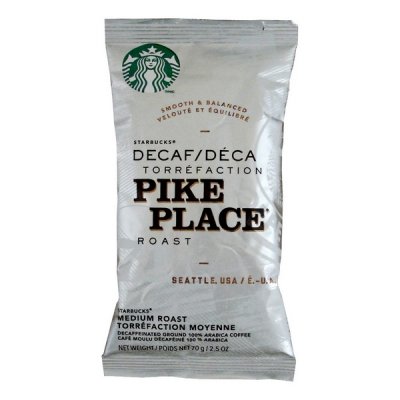 SMOOTH & BALANCED
VELOUTÉ ET ÉQUILIBRÉ
STARBUCKS®
DECAF/DÉCA
TORRÉFACTION
PIKE
PLACE®
ROAST
SEATTLE, USA / É.-U.
STARBUCKS®
MEDIUM ROAST
TORRÉFACTION MOYENNE
DECAFFEINATED GROUND 100% ARABICA COFFEE
CAFÉ MOULU DÉCAFÉINÉ 100 % ARABICA
NET WEIGHT / POIDS NET 70 g / 2.5 OZ